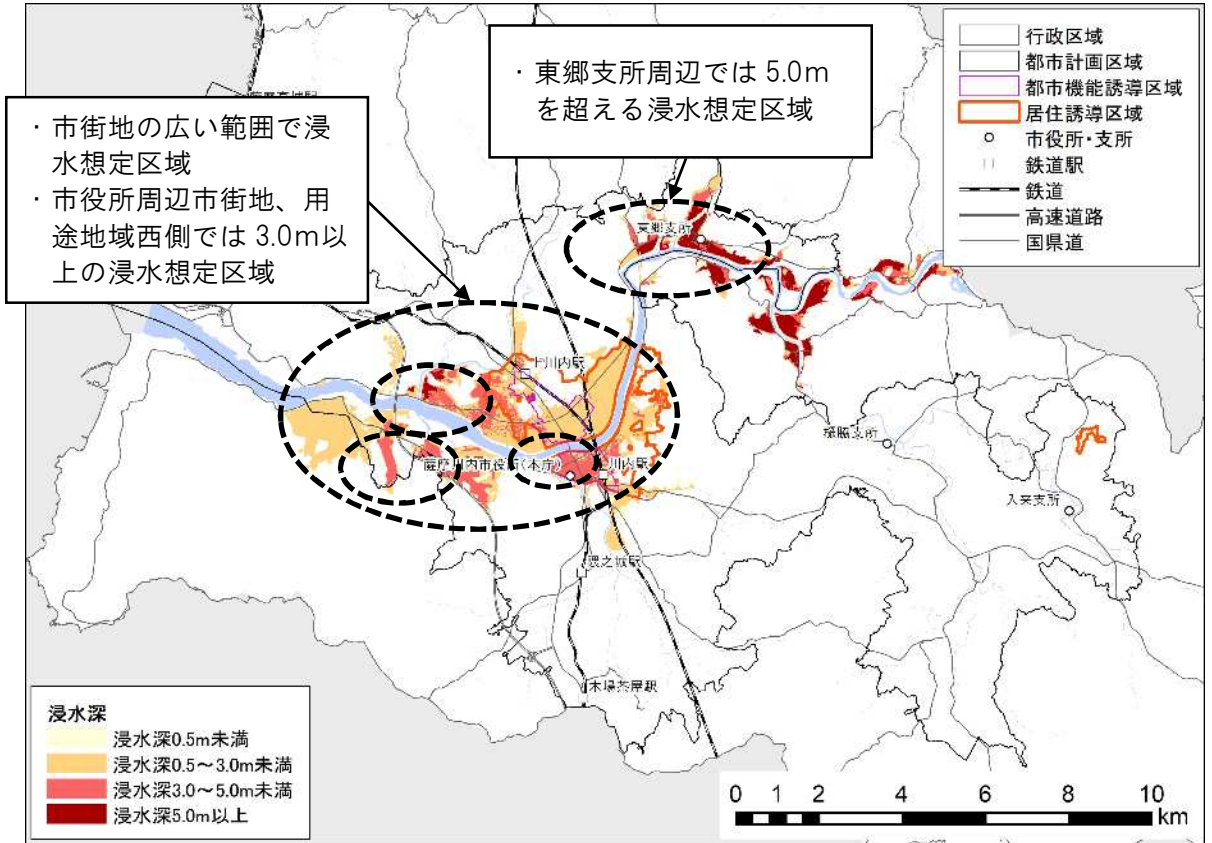 ・東郷支所周辺では 5.0m
を超える浸水想定区域
・市街地の広い範囲で浸
水想定区域
・市役所周辺市街地、用
途地域西側では 3.0m以
上の浸水想定区域
行政区域
都市計画区域
都市機能誘導区域
居住誘導区域
市役所・支所
鉄道駅
鉄道
高速道路
国県道
東郷支所
上川内駅
樋脇支所
薩摩川内市役所(本庁)
川内駅
入来支所
隈之城駅
木場茶屋駅
浸水深
浸水深0.5m未満
浸水深0.5～3.0m未満
浸水深3.0～5.0m未満
浸水深5.0m以上
0 1 2 4 6 8 10
km